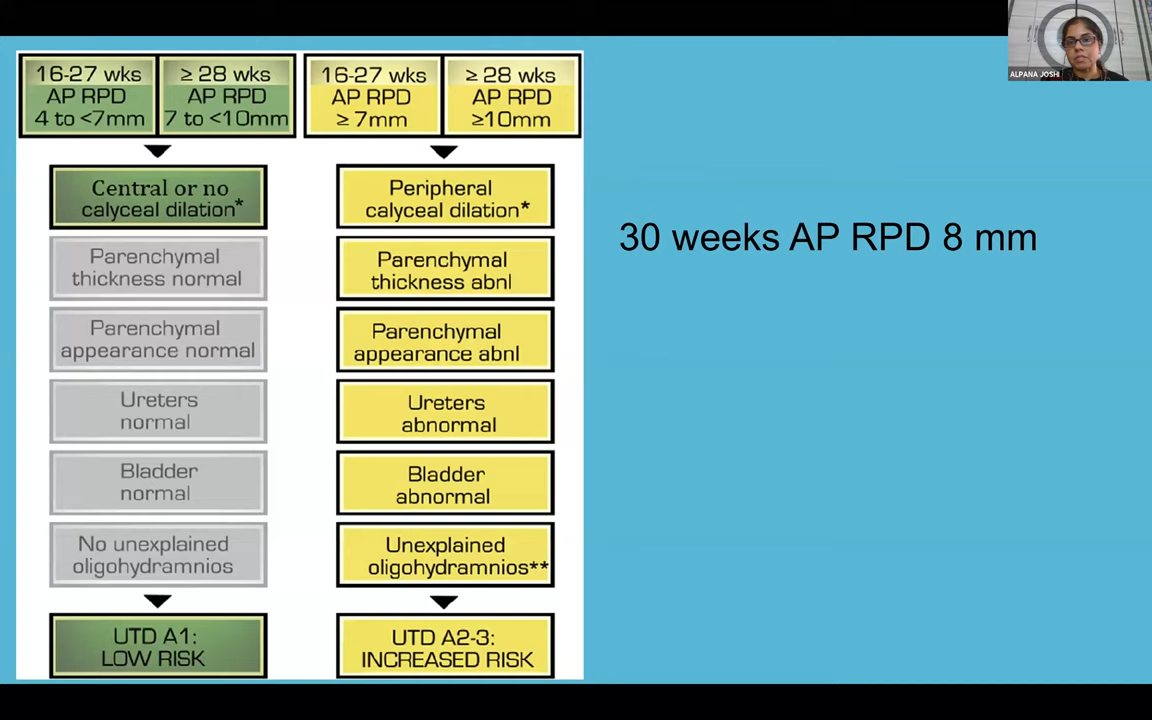 16-27 wks
AP RPD
4 to <7mm
≥ 28 wks
AP RPD
7 to <10mm
16-27 wks
AP RPD
≥ 7mm
≥ 28 wks
AP RPD
≥10mm
Central or no
calyceal dilation*
Parenchymal
thickness normal
Parenchymal
appearance normal
Ureters
normal
Bladder
normal
No unexplained
oligohydramnios
UTD A1:
LOW RISK
Peripheral
calyceal dilation*
Parenchymal
thickness abnl
Parenchymal
appearance abnl
Ureters
abnormal
Bladder
abnormal
Unexplained
oligohydramnios**
UTD A2-3:
INCREASED RISK
30 weeks AP RPD 8 mm
ALPANA JOSHI